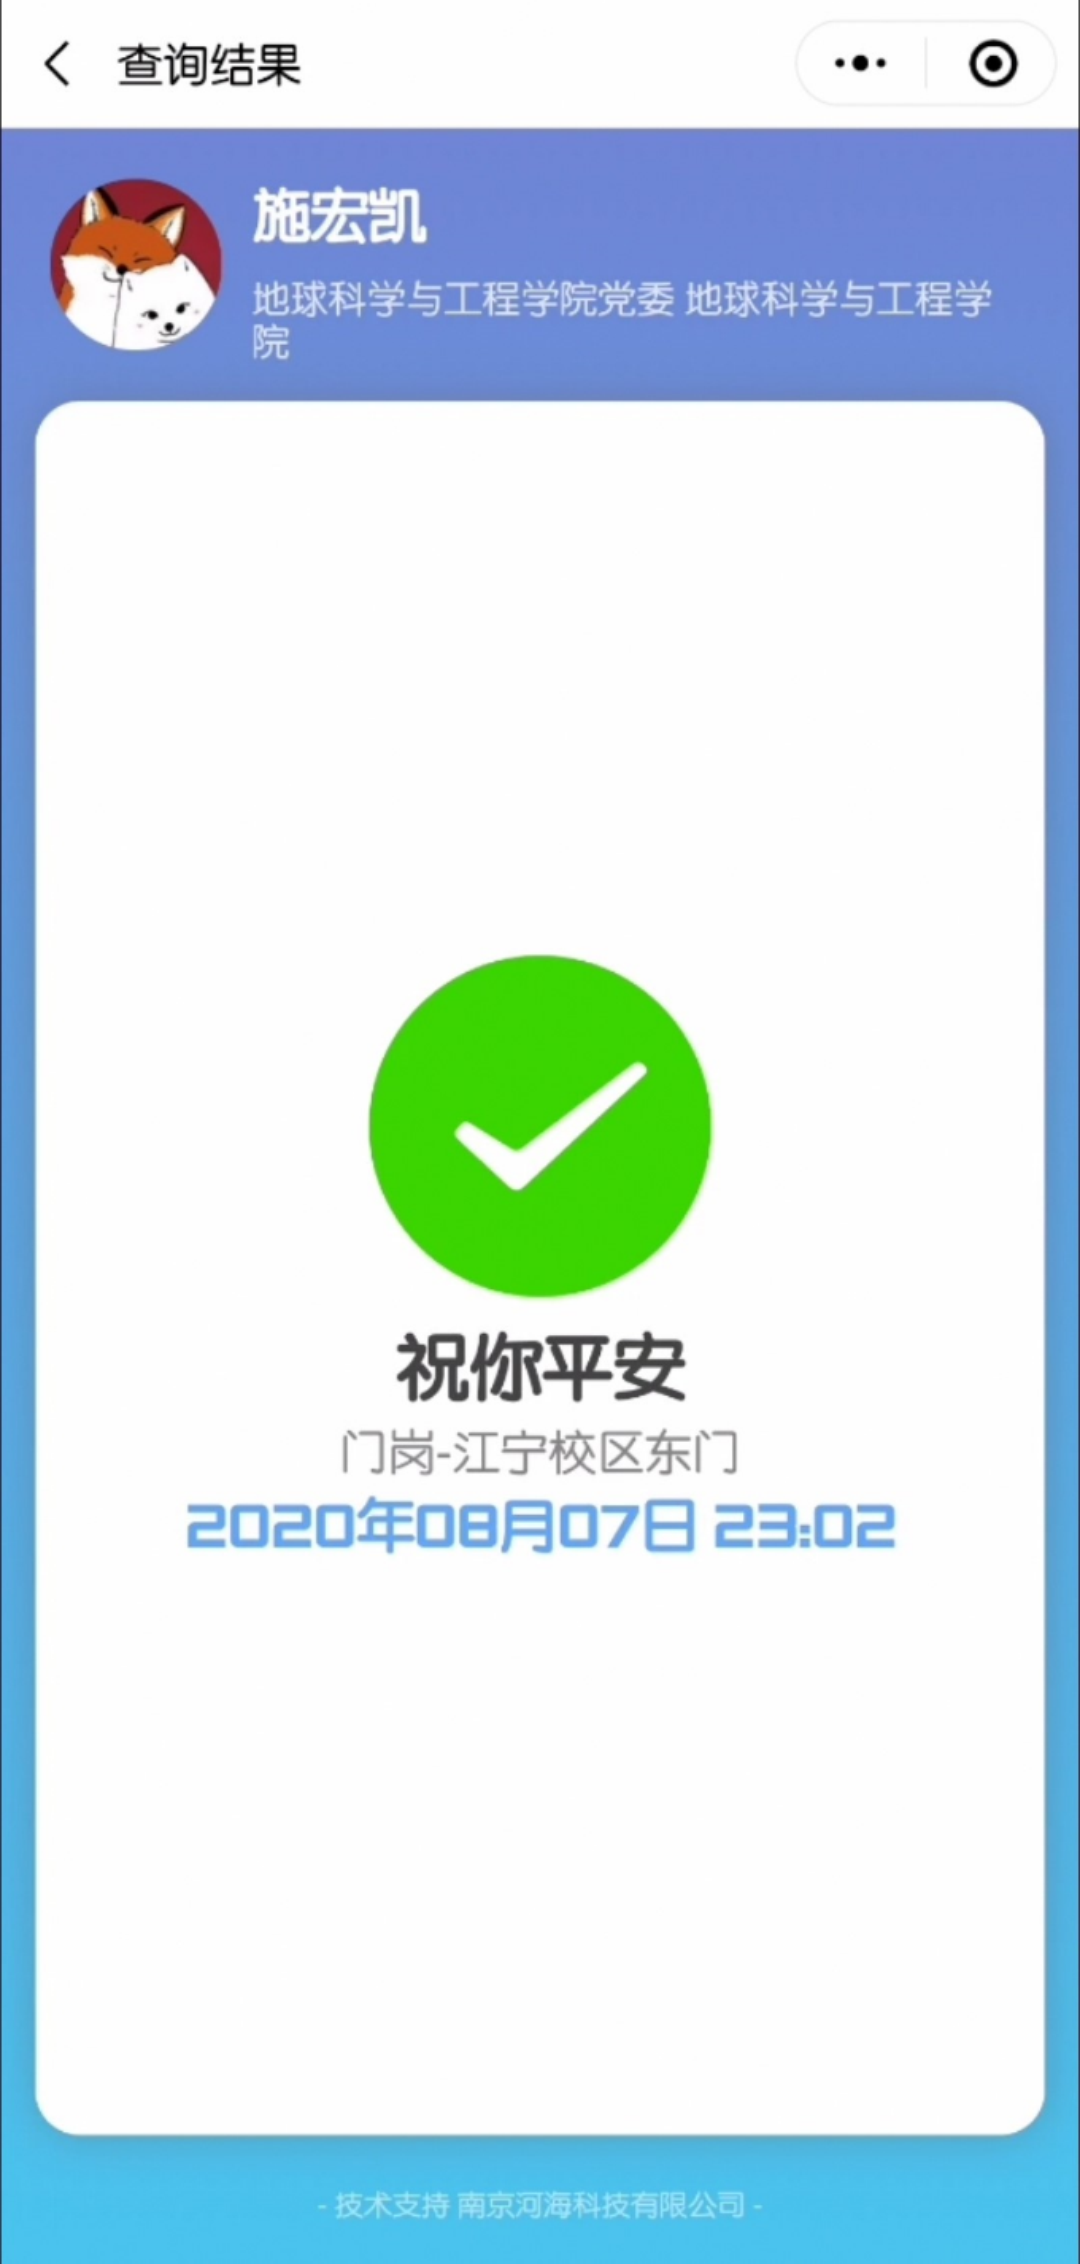 查询结果
施宏凯
地球科学与工程学院党委 地球科学与工程学
院
祝你平安
门岗-江宁校区东门
2020年08月07日 23:02
- 技术支持 南京河海科技有限公司 -